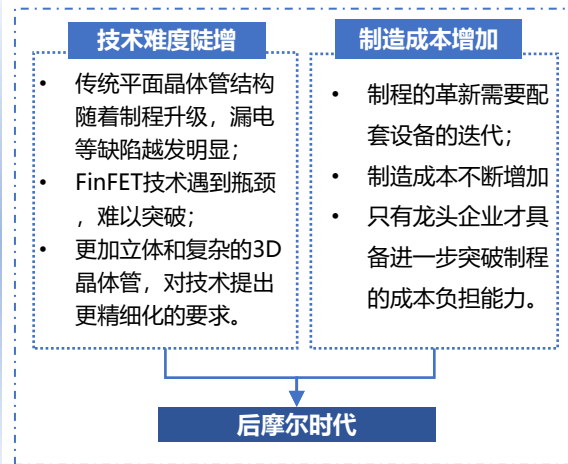 技术难度陡增
• 传统平面晶体管结构
随着制程升级，漏电
等缺陷越发明显；
• FinFET技术遇到瓶颈
，难以突破；
• 更加立体和复杂的3D
晶体管，对技术提出
更精细化的要求。
制造成本增加
• 制程的革新需要配
套设备的迭代；
• 制造成本不断增加
• 只有龙头企业才具
备进一步突破制程
的成本负担能力。
后摩尔时代